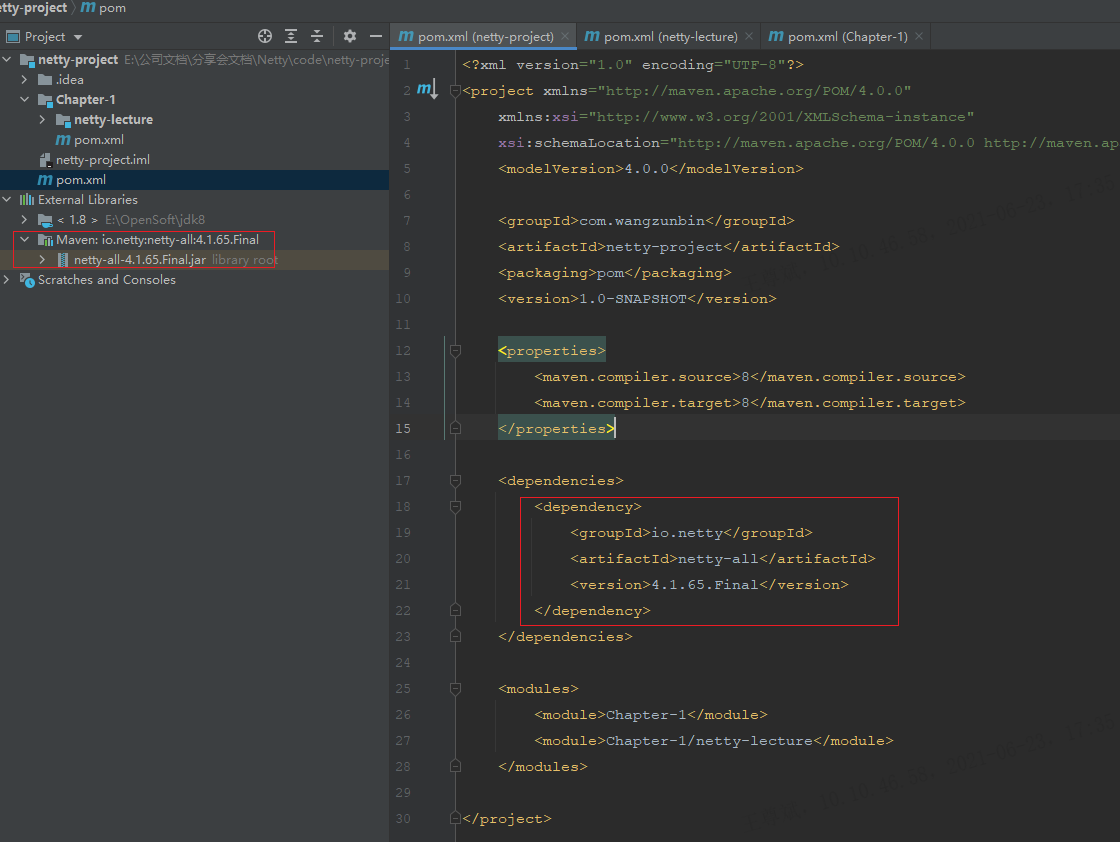 etty-project 〉 m pom
Project
netty-project E:\公司文档\分享会文档\Netty\code\netty-proje
.idea
Chapter-1
netty-lecture
m pom.xml
netty-project.iml
m pom.xml
External Libraries
< 1.8 > E:\OpenSoft\jdk8
Maven: io.netty:netty-all:4.1.65.Final
netty-all-4.1.65.Final.jar library root
Scratches and Consoles
m pom.xml (netty-project) × m pom.xml (netty-lecture) × m pom.xml (Chapter-1) ×
1 <?xml version="1.0" encoding="UTF-8"?>
2 m <project xmlns="http://maven.apache.org/POM/4.0.0"
3 xmlns:xsi="http://www.w3.org/2001/XMLSchema-instance"
4 xsi:schemaLocation="http://maven.apache.org/POM/4.0.0 http://maven.ap
5 <modelVersion>4.0.0</modelVersion>
6
7 <groupId>com.wangzunbin</groupId>
8 <artifactId>netty-project</artifactId>
9 <packaging>pom</packaging>
10 <version>1.0-SNAPSHOT</version>
11
12 <properties>
13 <maven.compiler.source>8</maven.compiler.source>
14 <maven.compiler.target>8</maven.compiler.target>
15 </properties>
16
17 <dependencies>
18 <dependency>
19 <groupId>io.netty</groupId>
20 <artifactId>netty-all</artifactId>
21 <version>4.1.65.Final</version>
22 </dependency>
23 </dependencies>
24
25 <modules>
26 <module>Chapter-1</module>
27 <module>Chapter-1/netty-lecture</module>
28 </modules>
29
30 </project>